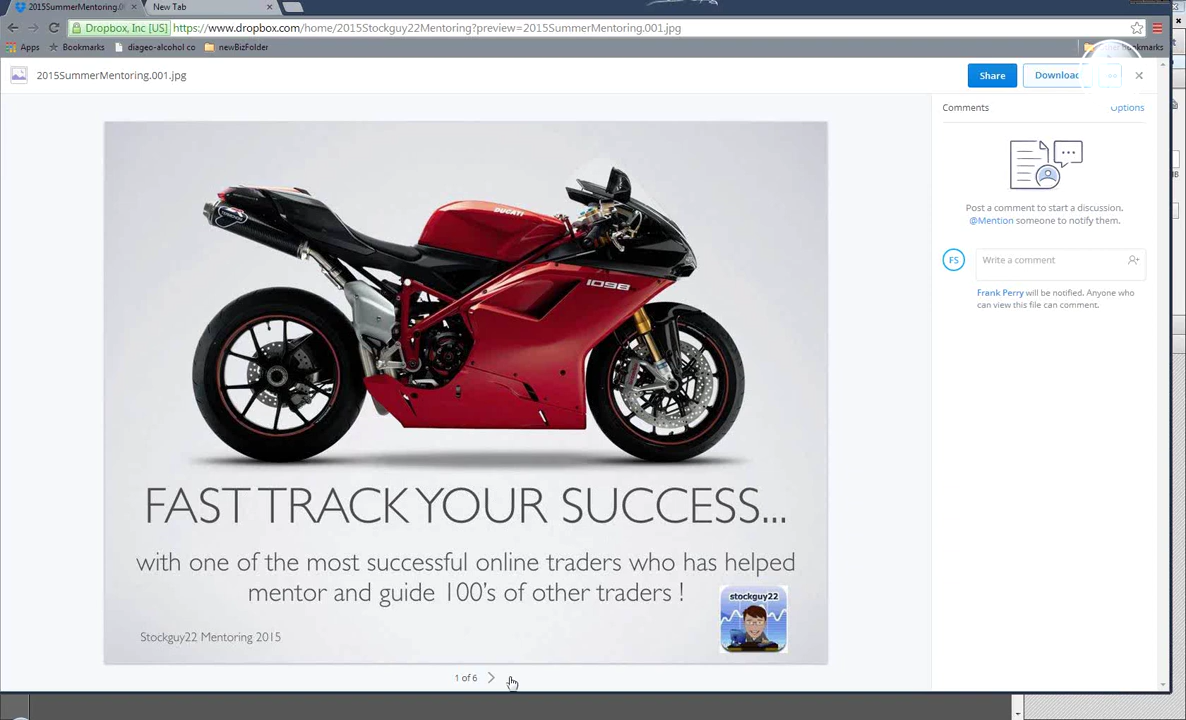 2015SummerMentoring.0
New Tab
Dropbox, Inc [US]
https://www.dropbox.com/home/2015Stockguy22Mentoring?preview=2015SummerMentoring.001.jpg
Apps
Bookmarks
diageo-alcohol co
newBizFolder
bookmarks
2015SummerMentoring.001.jpg
Share
Download
Comments
Options
Post a comment to start a discussion.
@Mention someone to notify them.
FS
Write a comment
Frank Perry will be notified. Anyone who
can view this file can comment.
DUCATI
1098
FAST TRACK YOUR SUCCESS...
with one of the most successful online traders who has helped
mentor and guide 100's of other traders !
stockguy22
Stockguy22 Mentoring 2015
1 of 6